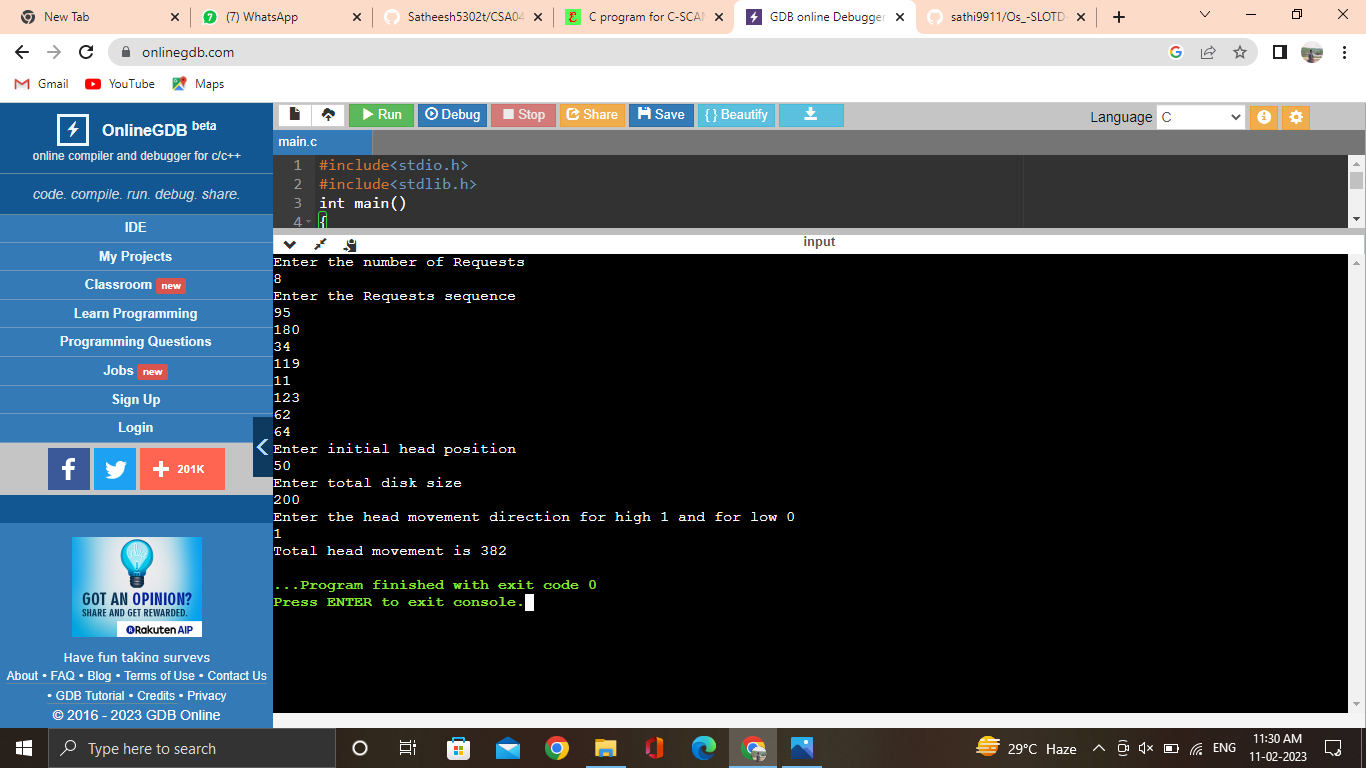 New Tab
(7) WhatsApp
Satheesh5302t/CSA04
C program for C-SCAN
GDB online Debugger
sathi9911/Os_-SLOTD
onlinegdb.com
Gmail
YouTube
Maps
OnlineGDB beta
online compiler and debugger for c/c++
code. compile. run. debug. share.
IDE
My Projects
Classroom new
Learn Programming
Programming Questions
Jobs new
Sign Up
Login
201K
GOT AN OPINION?
SHARE AND GET REWARDED.
Rakuten AIP
Have fun taking surveys
About • FAQ • Blog • Terms of Use • Contact Us
• GDB Tutorial • Credits • Privacy
© 2016 - 2023 GDB Online
Run Debug Stop Share Save { } Beautify
Language C
main.c
1 #include<stdio.h>
2 #include<stdlib.h>
3 int main()
4 {
input
Enter the number of Requests
8
Enter the Requests sequence
95
180
34
119
11
123
62
64
Enter initial head position
50
Enter total disk size
200
Enter the head movement direction for high 1 and for low 0
1
Total head movement is 382
...Program finished with exit code 0
Press ENTER to exit console.
Type here to search
29°C Haze
ENG
11:30 AM
11-02-2023